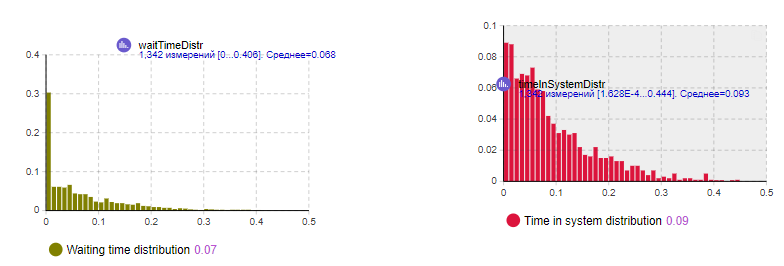 waitTimeDistr
1,342 измерений [0...0.406]. Среднее=0.068
0.4
0.3
0.2
0.1
0
0 0.1 0.2 0.3 0.4 0.5
Waiting time distribution 0.07
0.1
0.08
0.06
0.04
0.02
0
timeInSystemDistr
1,342 измерений [1.628E-4...0.444]. Среднее=0.093
0 0.1 0.2 0.3 0.4 0.5
Time in system distribution 0.09